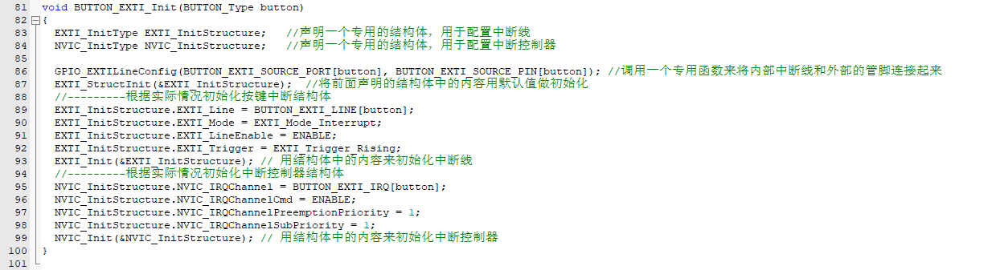 81 void BUTTON_EXTI_Init(BUTTON_Type button)
82 {
83 EXTI_InitType EXTI_InitStructure; //声明一个专用的结构体，用于配置中断线
84 NVIC_InitType NVIC_InitStructure; //声明一个专用的结构体，用于配置中断控制器
85
86 GPIO_EXTILineConfig(BUTTON_EXTI_SOURCE_PORT[button], BUTTON_EXTI_SOURCE_PIN[button]); //调用一个专用函数来将内部中断线和外部的管脚连接起来
87 EXTI_StructInit(&EXTI_InitStructure); //将前面声明的结构体中的内容用默认值做初始化
88 //---------根据实际情况初始化按键中断结构体
89 EXTI_InitStructure.EXTI_Line = BUTTON_EXTI_LINE[button];
90 EXTI_InitStructure.EXTI_Mode = EXTI_Mode_Interrupt;
91 EXTI_InitStructure.EXTI_LineEnable = ENABLE;
92 EXTI_InitStructure.EXTI_Trigger = EXTI_Trigger_Rising;
93 EXTI_Init(&EXTI_InitStructure); // 用结构体中的内容来初始化中断线
94 //---------根据实际情况初始化中断控制器结构体
95 NVIC_InitStructure.NVIC_IRQChannel = BUTTON_EXTI_IRQ[button];
96 NVIC_InitStructure.NVIC_IRQChannelCmd = ENABLE;
97 NVIC_InitStructure.NVIC_IRQChannelPreemptionPriority = 1;
98 NVIC_InitStructure.NVIC_IRQChannelSubPriority = 1;
99 NVIC_Init(&NVIC_InitStructure); // 用结构体中的内容来初始化中断控制器
100 }
101